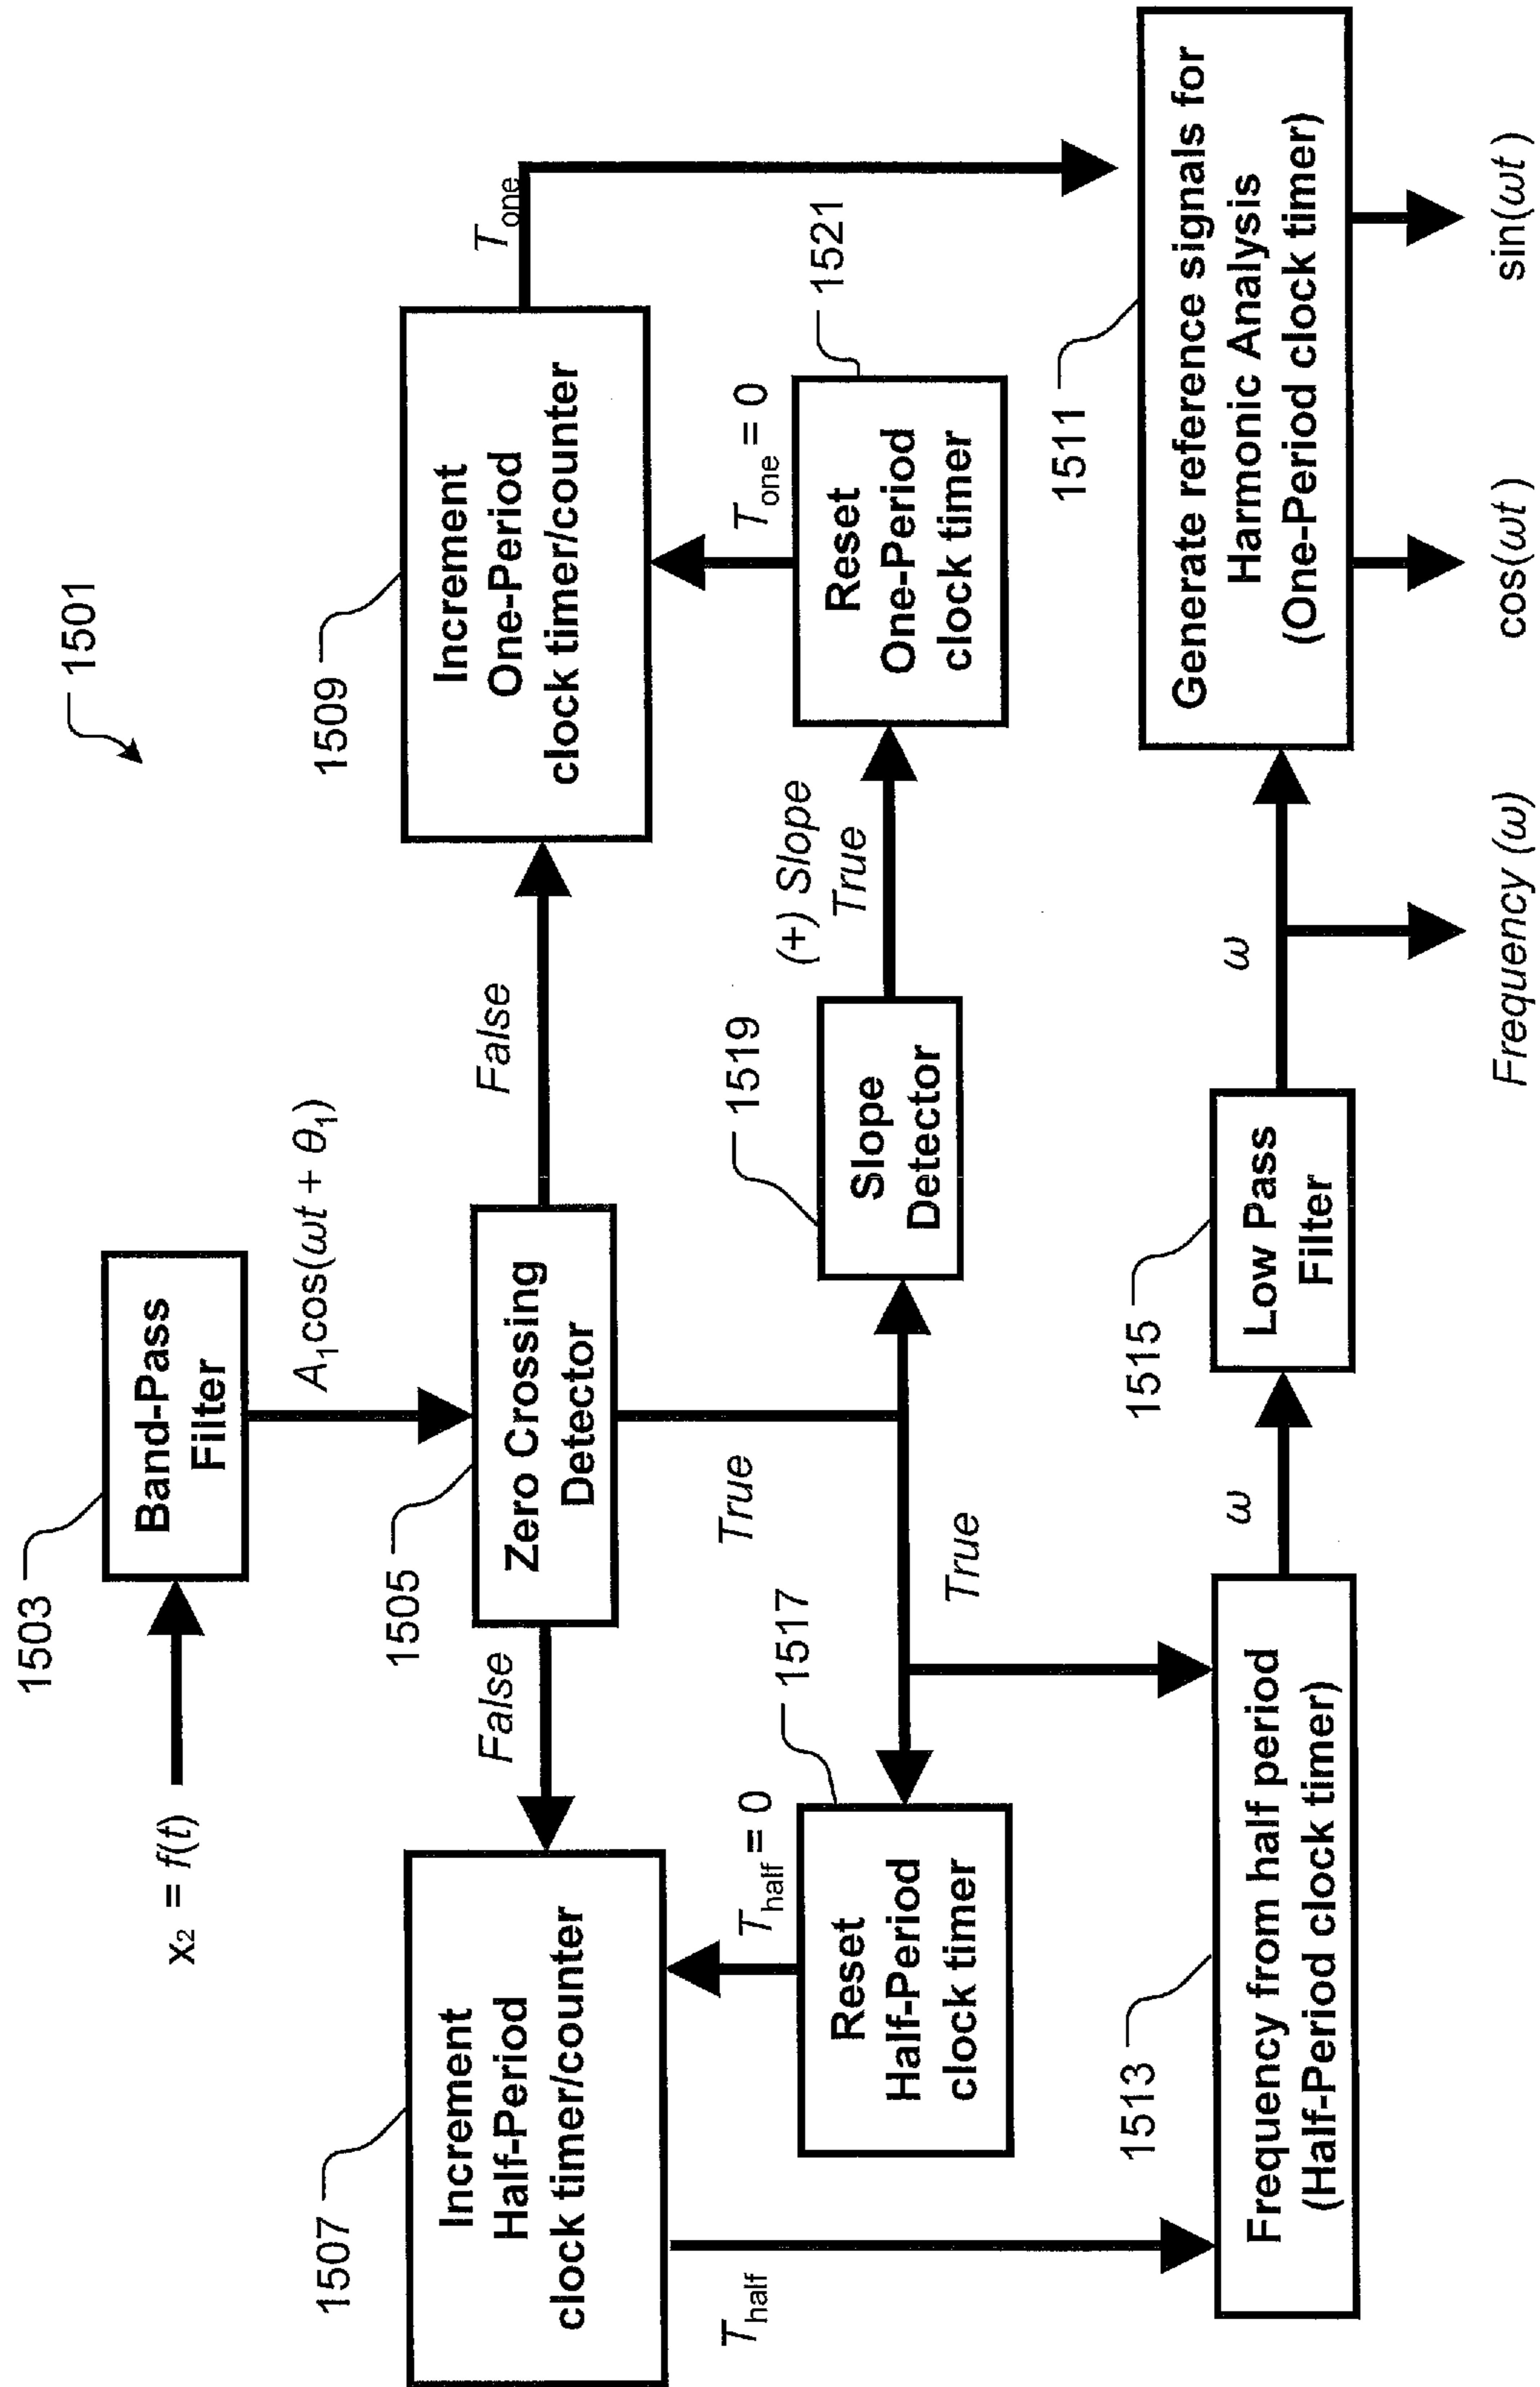 1501
1503
x₂ = f(t)
Band-Pass
Filter
A₁cos(ωt + θ₁)
1505
Zero Crossing
Detector
False
False
1507
Increment
Half-Period
clock timer/counter
1509
Increment
One-Period
clock timer/counter
T_one
T_half
True
T_half = 0
1517
Reset
Half-Period
clock timer
True
1519
Slope
Detector
(+) Slope
True
T_one = 0
1521
Reset
One-Period
clock timer
1513
Frequency from half period
(Half-Period clock timer)
ω
1515
Low Pass
Filter
ω
1511
Generate reference signals for
Harmonic Analysis
(One-Period clock timer)
Frequency (ω)
cos(ωt )
sin(ωt )